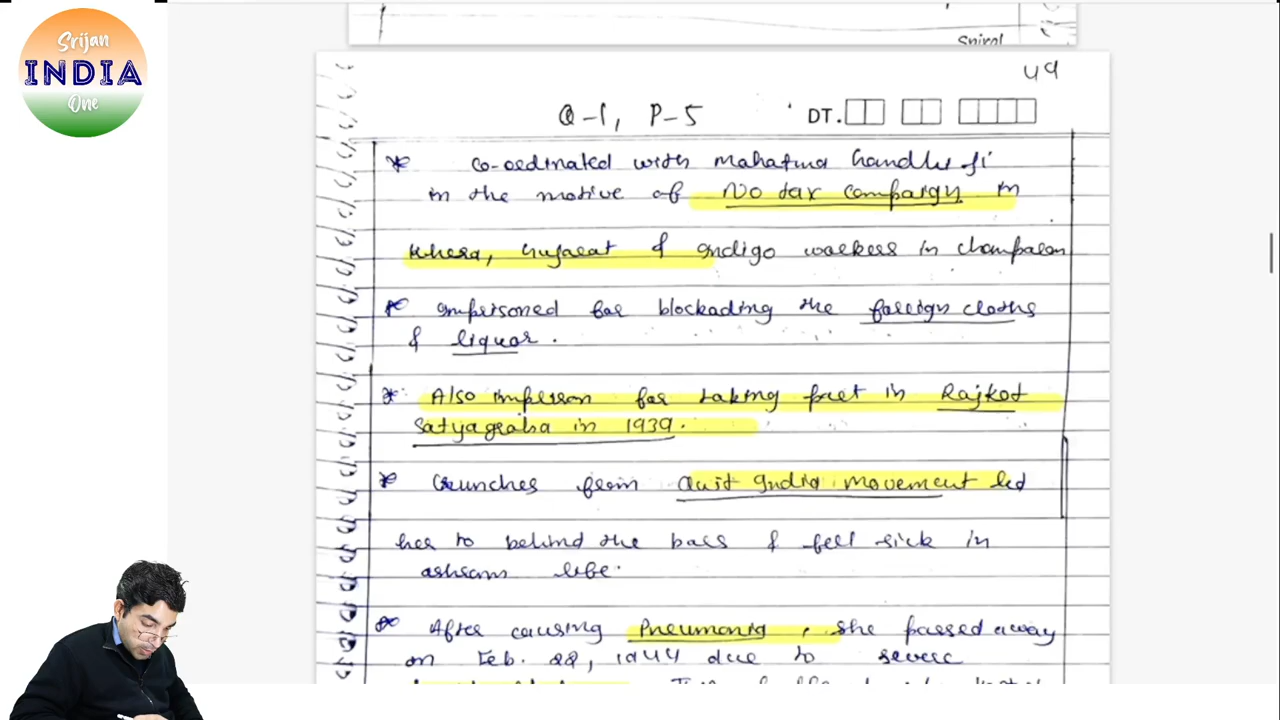 Srijan
INDIA
One
Spiral
49
Q-1, P-5
DT.
* Co-ordinated with Mahatma Gandhi ji
in the motive of No tax campaign in
Khera, Gujarat & Indigo workers in champaran
* Imprisoned for blockading the foreign cloths
& liquor.
* Also imperson for taking part in Rajkot
Satyagraha in 1939.
* Crunches from Quit India Movement led
her to behind the bars & fell sick in
ashram life.
* After causing Pneumonia, she passed away
on Feb. 22, 1944 due to severe